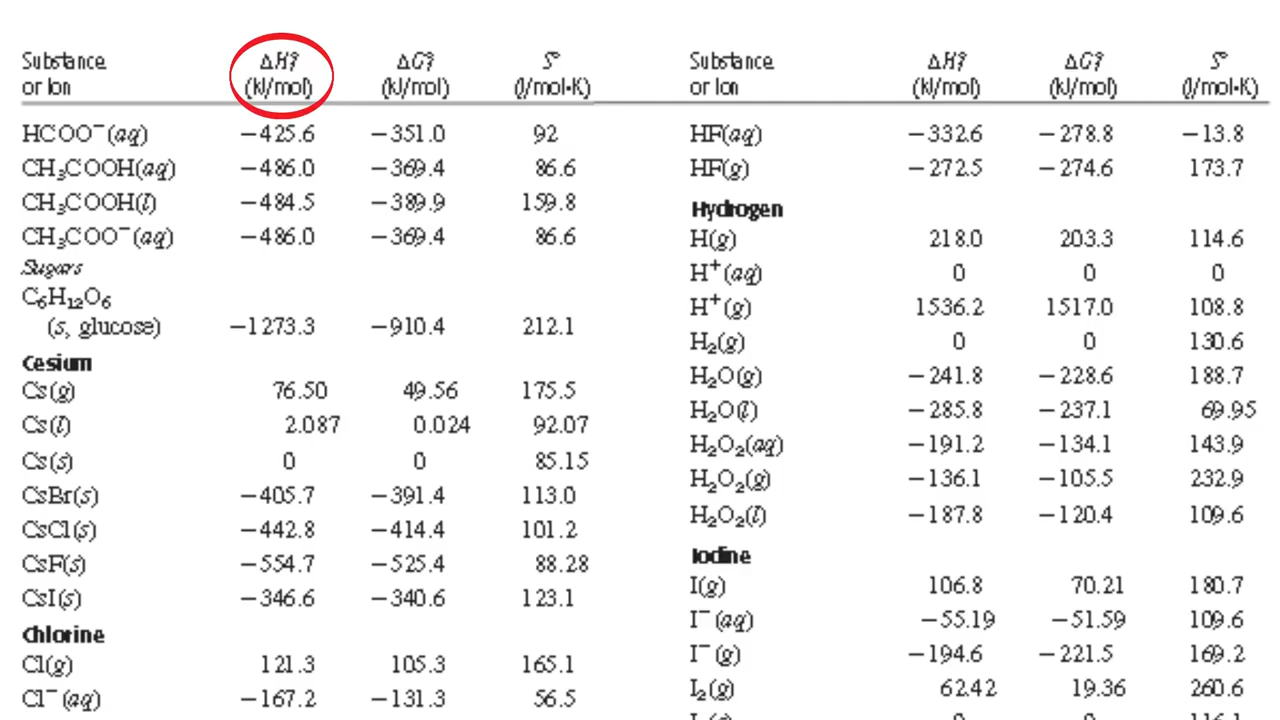 Substance ΔH°f ΔG°f S°
or Ion (kJ/mol) (kJ/mol) (J/mol·K)
HCOO⁻(aq) −425.6 −351.0 92
CH₃COOH(aq) −486.0 −369.4 86.6
CH₃COOH(l) −484.5 −389.9 159.8
CH₃COO⁻(aq) −486.0 −369.4 86.6
Sugars
C₆H₁₂O₆
(s, glucose) −1273.3 −910.4 212.1
Cesium
Cs(g) 76.50 49.56 175.5
Cs(l) 2.087 0.024 92.07
Cs(s) 0 0 85.15
CsBr(s) −405.7 −391.4 113.0
CsCl(s) −442.8 −414.4 101.2
CsF(s) −554.7 −525.4 88.28
CsI(s) −346.6 −340.6 123.1
Chlorine
Cl(g) 121.3 105.3 165.1
Cl⁻(aq) −167.2 −131.3 56.5
Substance ΔH°f ΔG°f S°
or Ion (kJ/mol) (kJ/mol) (J/mol·K)
HF(aq) −332.6 −278.8 −13.8
HF(g) −272.5 −274.6 173.7
Hydrogen
H(g) 218.0 203.3 114.6
H⁺(aq) 0 0 0
H⁺(g) 1536.2 1517.0 108.8
H₂(g) 0 0 130.6
H₂O(g) −241.8 −228.6 188.7
H₂O(l) −285.8 −237.1 69.95
H₂O₂(aq) −191.2 −134.1 143.9
H₂O₂(g) −136.1 −105.5 232.9
H₂O₂(l) −187.8 −120.4 109.6
Iodine
I(g) 106.8 70.21 180.7
I⁻(aq) −55.19 −51.59 109.6
I⁻(g) −194.6 −221.5 169.2
I₂(g) 62.42 19.36 260.6